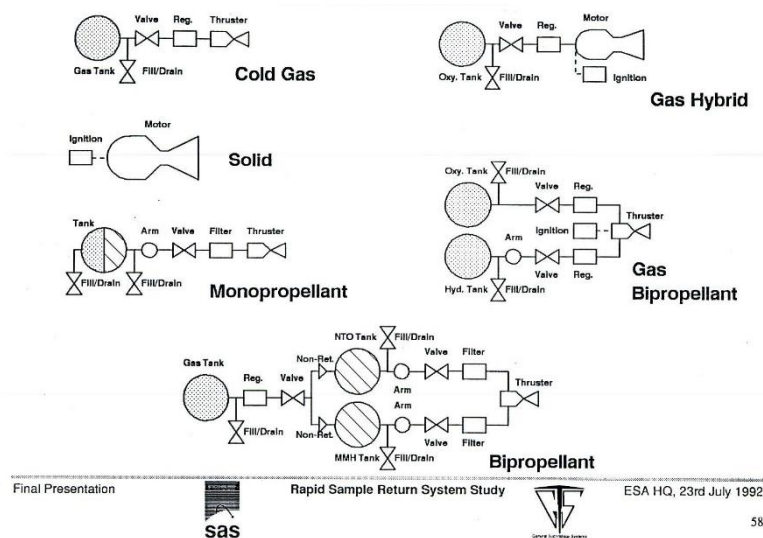 Valve Reg. Thruster
Gas Tank Fill/Drain
Cold Gas
Valve Reg. Motor
Oxy. Tank Fill/Drain Ignition
Gas Hybrid
Motor
Ignition
Solid
Tank Arm Valve Filter Thruster
Fill/Drain Fill/Drain
Monopropellant
Oxy. Tank Fill/Drain
Valve Reg.
Thruster
Ignition
Arm
Hyd. Tank Fill/Drain Valve Reg.
Gas
Bipropellant
NTO Tank Fill/Drain
Gas Tank Non-Ret. Valve Filter
Reg. Valve Arm Thruster
Arm
Fill/Drain Non-Ret. Valve Filter
MMH Tank Fill/Drain
Bipropellant
Final Presentation
sas
Rapid Sample Return System Study
ESA HQ, 23rd July 1992
58